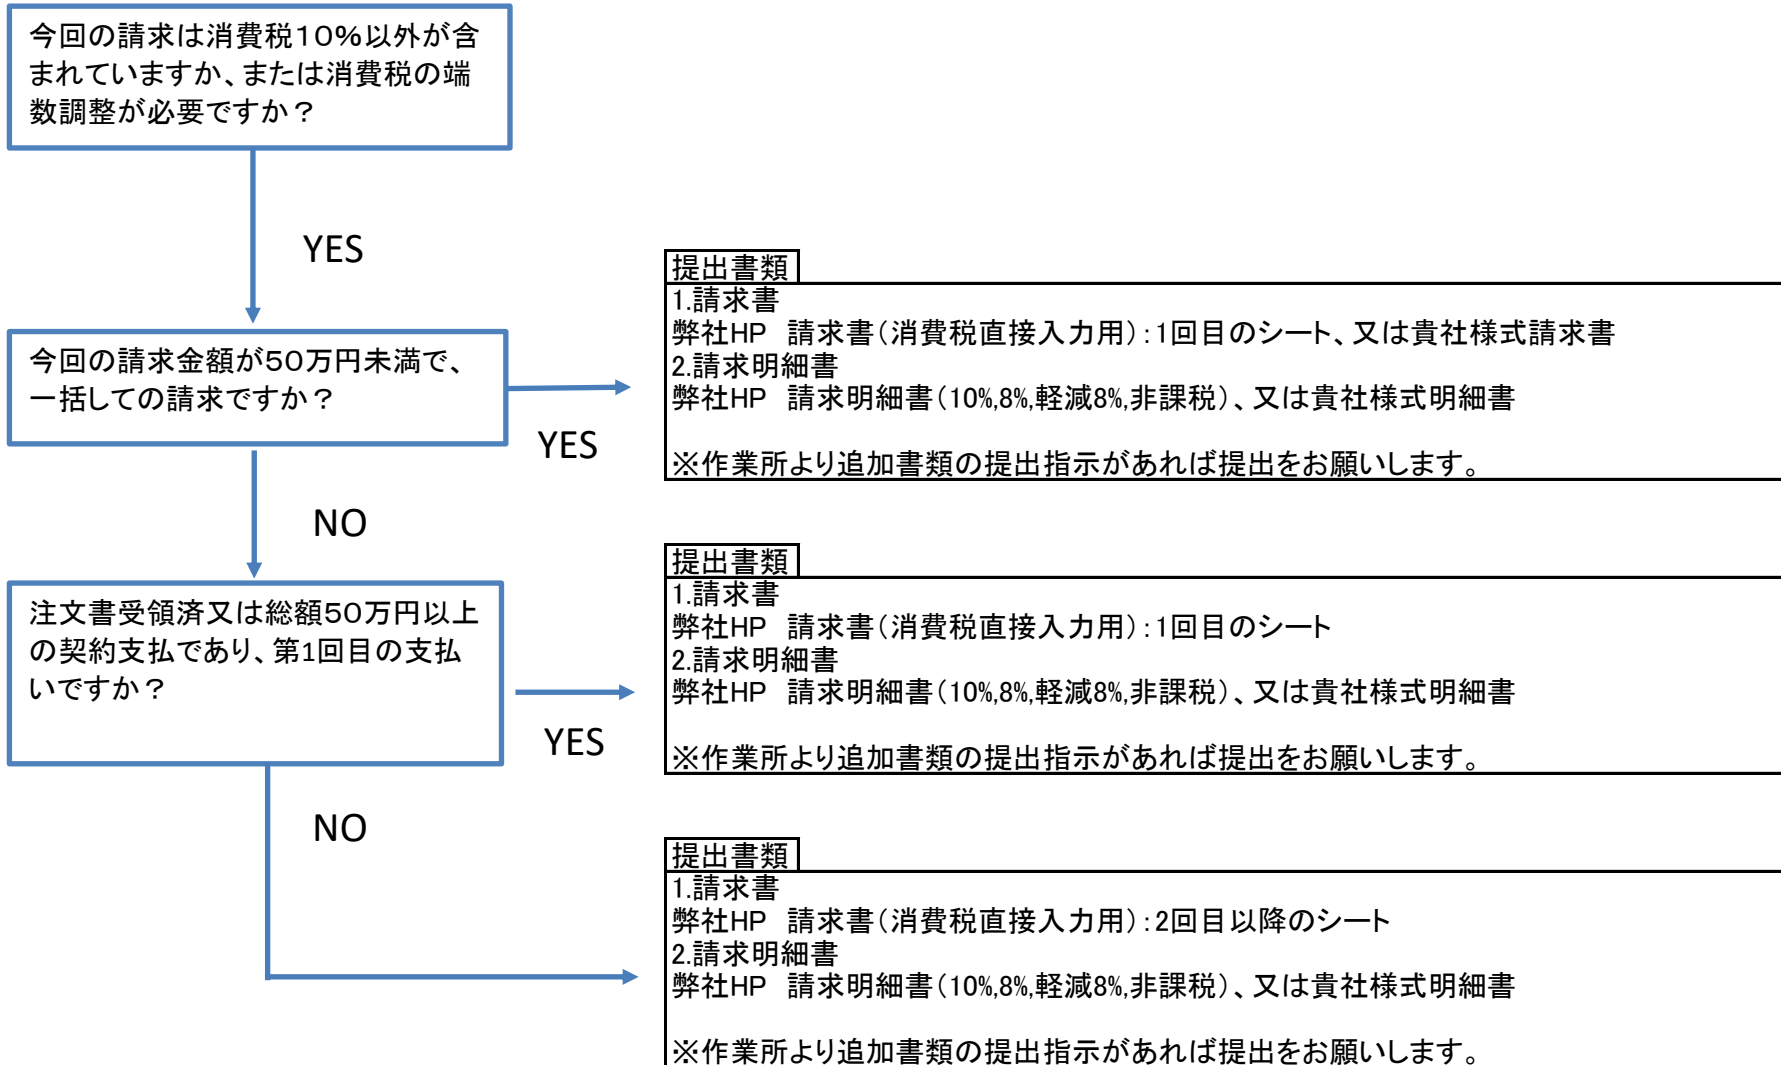 今回の請求は消費税10％以外が含
まれていますか、または消費税の端
数調整が必要ですか？
YES
今回の請求金額が50万円未満で、
一括しての請求ですか？
YES
提出書類
1.請求書
弊社HP　請求書（消費税直接入力用）：1回目のシート、又は貴社様式請求書
2.請求明細書
弊社HP　請求明細書（10%,8%,軽減8%,非課税）、又は貴社様式明細書
※作業所より追加書類の提出指示があれば提出をお願いします。
NO
注文書受領済又は総額50万円以上
の契約支払であり、第1回目の支払
いですか？
YES
提出書類
1.請求書
弊社HP　請求書（消費税直接入力用）：1回目のシート
2.請求明細書
弊社HP　請求明細書（10%,8%,軽減8%,非課税）、又は貴社様式明細書
※作業所より追加書類の提出指示があれば提出をお願いします。
NO
提出書類
1.請求書
弊社HP　請求書（消費税直接入力用）：2回目以降のシート
2.請求明細書
弊社HP　請求明細書（10%,8%,軽減8%,非課税）、又は貴社様式明細書
※作業所より追加書類の提出指示があれば提出をお願いします。